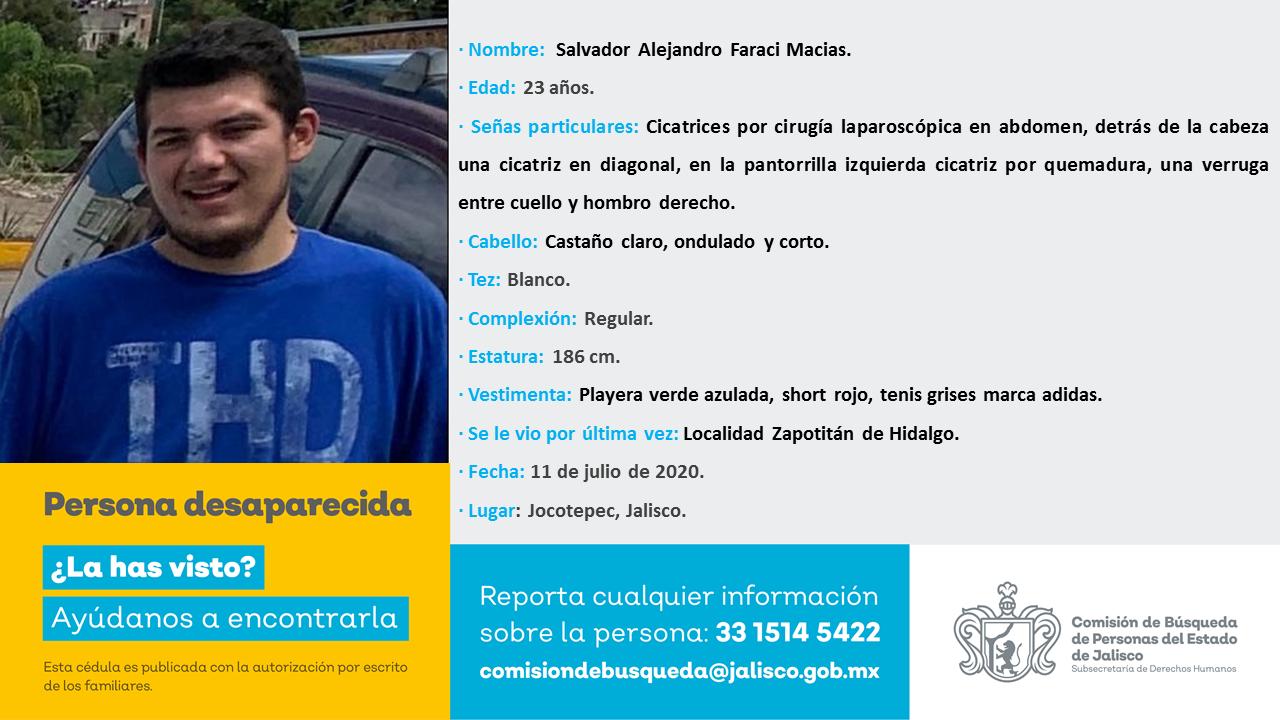 · Nombre: Salvador Alejandro Faraci Macias.
· Edad: 23 años.
· Señas particulares: Cicatrices por cirugía laparoscópica en abdomen, detrás de la cabeza
una cicatriz en diagonal, en la pantorrilla izquierda cicatriz por quemadura, una verruga
entre cuello y hombro derecho.
· Cabello: Castaño claro, ondulado y corto.
· Tez: Blanco.
· Complexión: Regular.
· Estatura: 186 cm.
· Vestimenta: Playera verde azulada, short rojo, tenis grises marca adidas.
· Se le vio por última vez: Localidad Zapotitán de Hidalgo.
· Fecha: 11 de julio de 2020.
· Lugar: Jocotepec, Jalisco.
THD
Persona desaparecida
¿La has visto?
Ayúdanos a encontrarla
Esta cédula es publicada con la autorización por escrito
de los familiares.
Reporta cualquier información
sobre la persona: 33 1514 5422
comisiondebusqueda@jalisco.gob.mx
Comisión de Búsqueda
de Personas del Estado
de Jalisco
Subsecretaría de Derechos Humanos